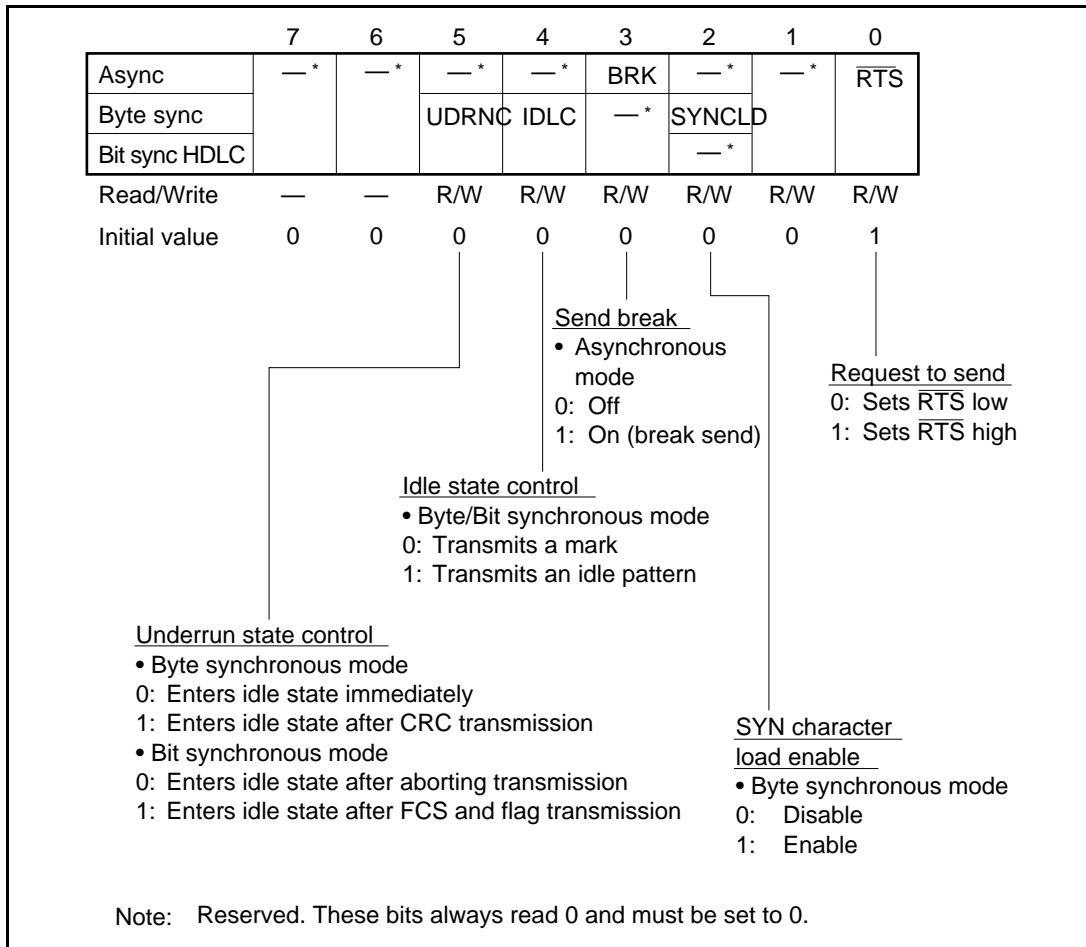 7 6 5 4 3 2 1 0
Async —* —* —* —* BRK —* —* R̅T̅S̅
Byte sync UDRNC IDLC —* SYNCLD
Bit sync HDLC —*
Read/Write — — R/W R/W R/W R/W R/W R/W
Initial value 0 0 0 0 0 0 0 1
Send break
• Asynchronous
mode
0: Off
1: On (break send)
Request to send
0: Sets R̅T̅S̅ low
1: Sets R̅T̅S̅ high
Idle state control
• Byte/Bit synchronous mode
0: Transmits a mark
1: Transmits an idle pattern
Underrun state control
• Byte synchronous mode
0: Enters idle state immediately
1: Enters idle state after CRC transmission
• Bit synchronous mode
0: Enters idle state after aborting transmission
1: Enters idle state after FCS and flag transmission
SYN character
load enable
• Byte synchronous mode
0: Disable
1: Enable
Note: Reserved. These bits always read 0 and must be set to 0.